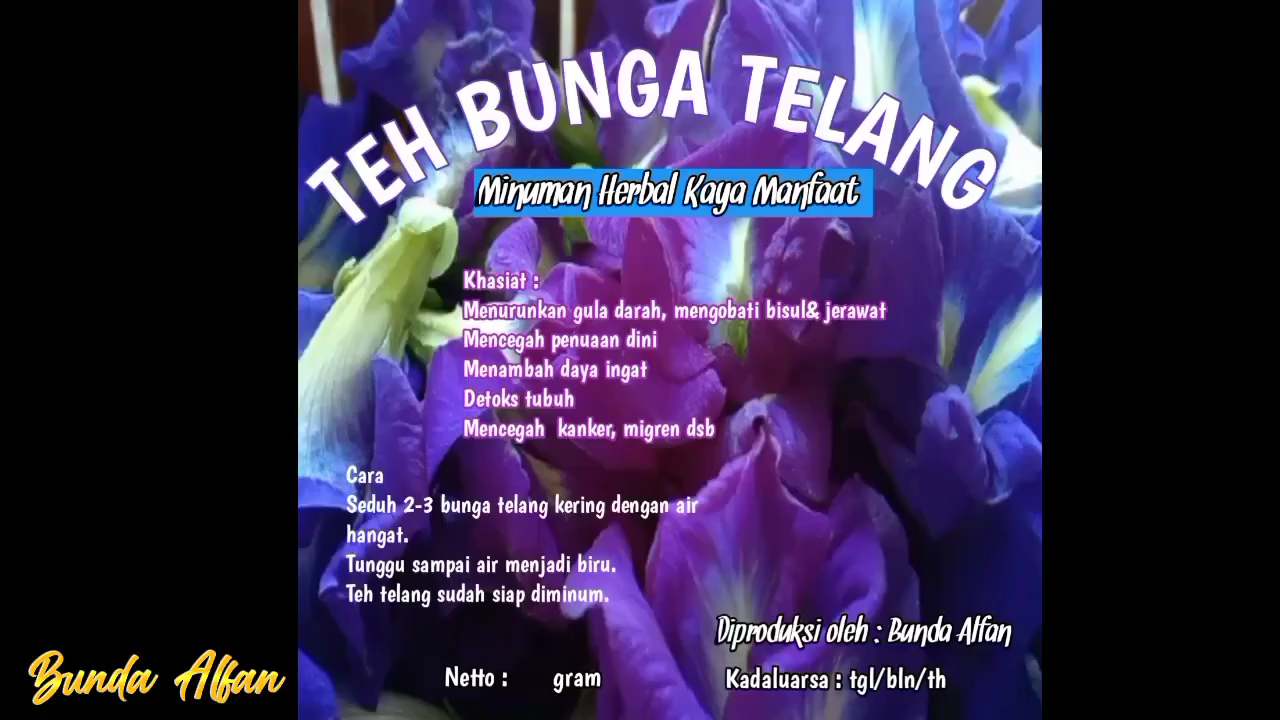 TEH BUNGA TELANG
Minuman Herbal Kaya Manfaat
Khasiat :
Menurunkan gula darah, mengobati bisul& jerawat
Mencegah penuaan dini
Menambah daya ingat
Detoks tubuh
Mencegah kanker, migren dsb
Cara
Seduh 2-3 bunga telang kering dengan air
hangat.
Tunggu sampai air menjadi biru.
Teh telang sudah siap diminum.
Diproduksi oleh : Bunda Alfan
Netto : gram
Kadaluarsa : tgl/bln/th
Bunda Alfan